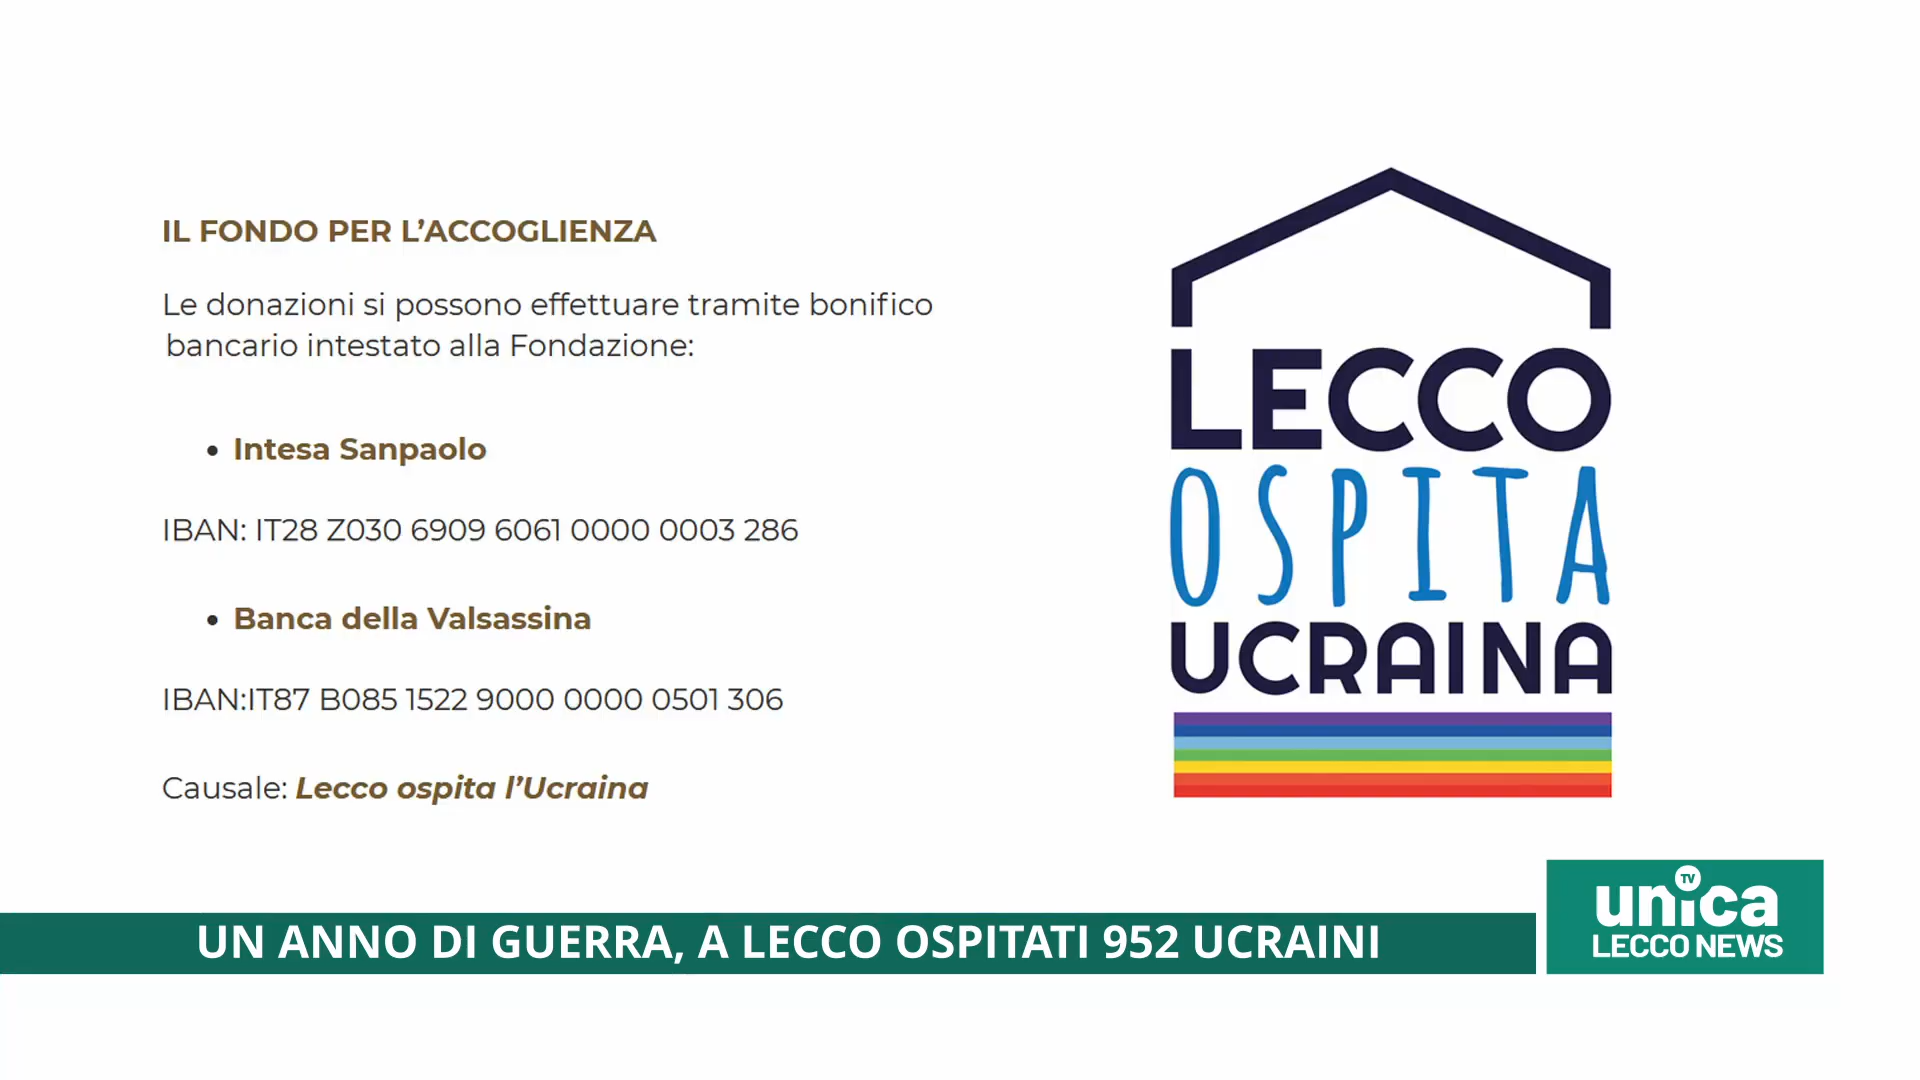 IL FONDO PER L’ACCOGLIENZA
Le donazioni si possono effettuare tramite bonifico
bancario intestato alla Fondazione:
• Intesa Sanpaolo
IBAN: IT28 Z030 6909 6061 0000 0003 286
• Banca della Valsassina
IBAN:IT87 B085 1522 9000 0000 0501 306
Causale: Lecco ospita l’Ucraina
LECCO
OSPITA
UCRAINA
UN ANNO DI GUERRA, A LECCO OSPITATI 952 UCRAINI
TV
unica
LECCO NEWS